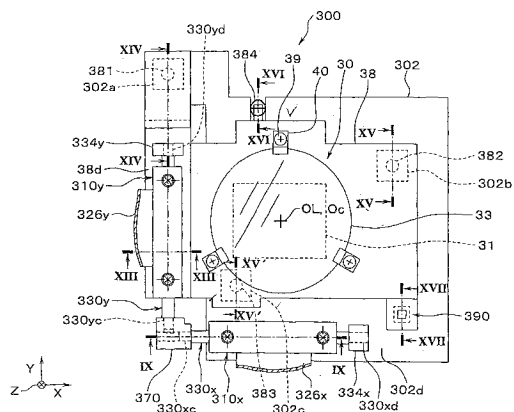 300
XIV
330yd
381
302a
384
XVI
39
40
30
38
302
334y
XVI
XV
382
XIV
38d
310y
302b
XV
326y
OL, Oc
33
31
XV
XIII
XIII
XVII
330y
390
330yc
XV
XVII
IX
IX
Y
Z
X
370
330x
330xc
310x
383
302c
326x
334x
330xd
302d